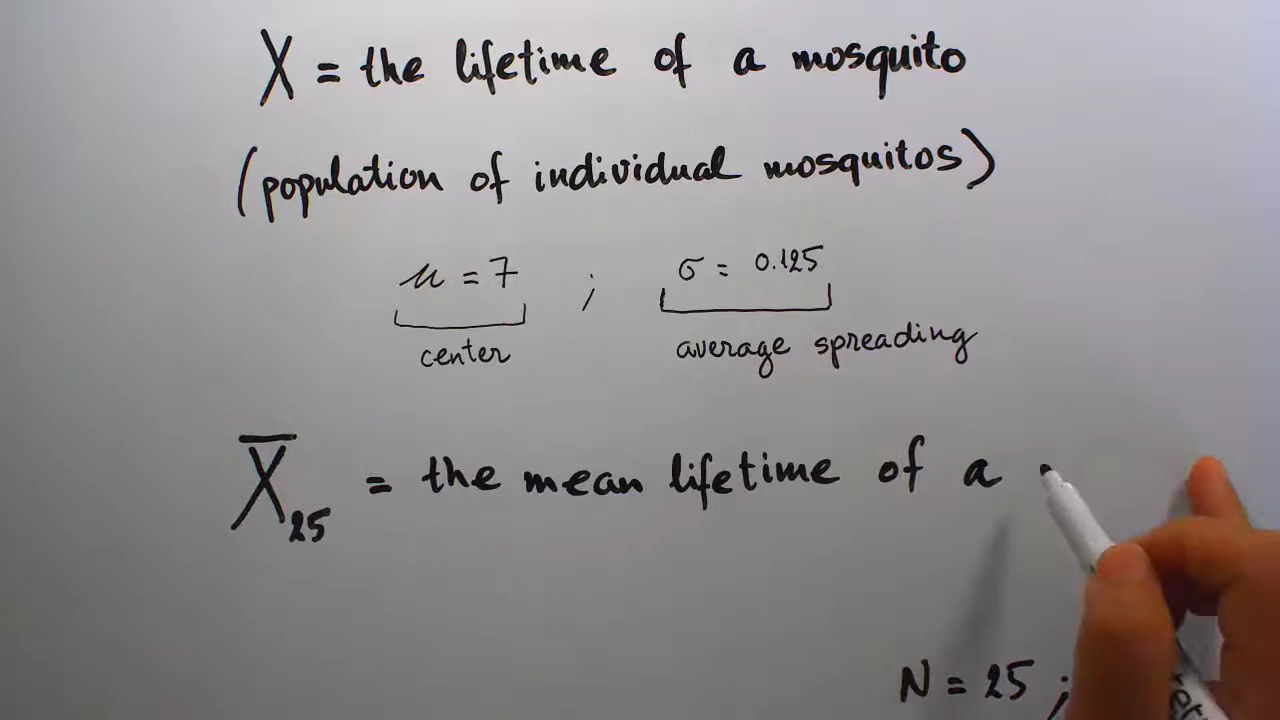 X = the lifetime of a mosquito
(population of individual mosquitos)
μ = 7 ; σ = 0.125
center average spreading
X̅₂₅ = the mean lifetime of a
N = 25 ;